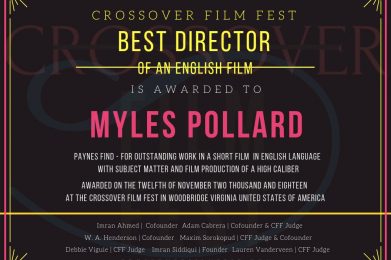 CROSSOVER FILM FEST
BEST DIRECTOR
OF AN ENGLISH FILM
IS AWARDED TO
MYLES POLLARD
PAYNES FIND - FOR OUTSTANDING WORK IN A SHORT FILM IN ENGLISH LANGUAGE
WITH SUBJECT MATTER AND FILM PRODUCTION OF A HIGH CALIBER
AWARDED ON THE TWELFTH OF NOVEMBER TWO THOUSAND AND EIGHTEEN
AT THE CROSSOVER FILM FEST IN WOODBRIDGE VIRGINIA UNITED STATES OF AMERICA
Imran Ahmed | Cofounder Adam Cabrera | Cofounder & CFF Judge
W. A. Henderson | Cofounder Maxim Sorokopud | CFF Judge & Cofounder
Debbie Viguie | CFF Judge Imran Siddiqui | Founder Lauren Vanderveen | CFF Judge
CROSSOVER